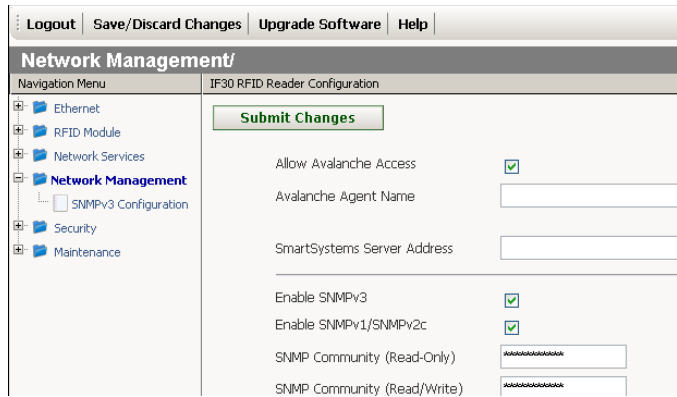 Logout Save/Discard Changes Upgrade Software Help
Network Management/
Navigation Menu
IF30 RFID Reader Configuration
Ethernet
RFID Module
Network Services
Network Management
SNMPv3 Configuration
Security
Maintenance
Submit Changes
Allow Avalanche Access
Avalanche Agent Name
SmartSystems Server Address
Enable SNMPv3
Enable SNMPv1/SNMPv2c
SNMP Community (Read-Only) ************
SNMP Community (Read/Write) ************